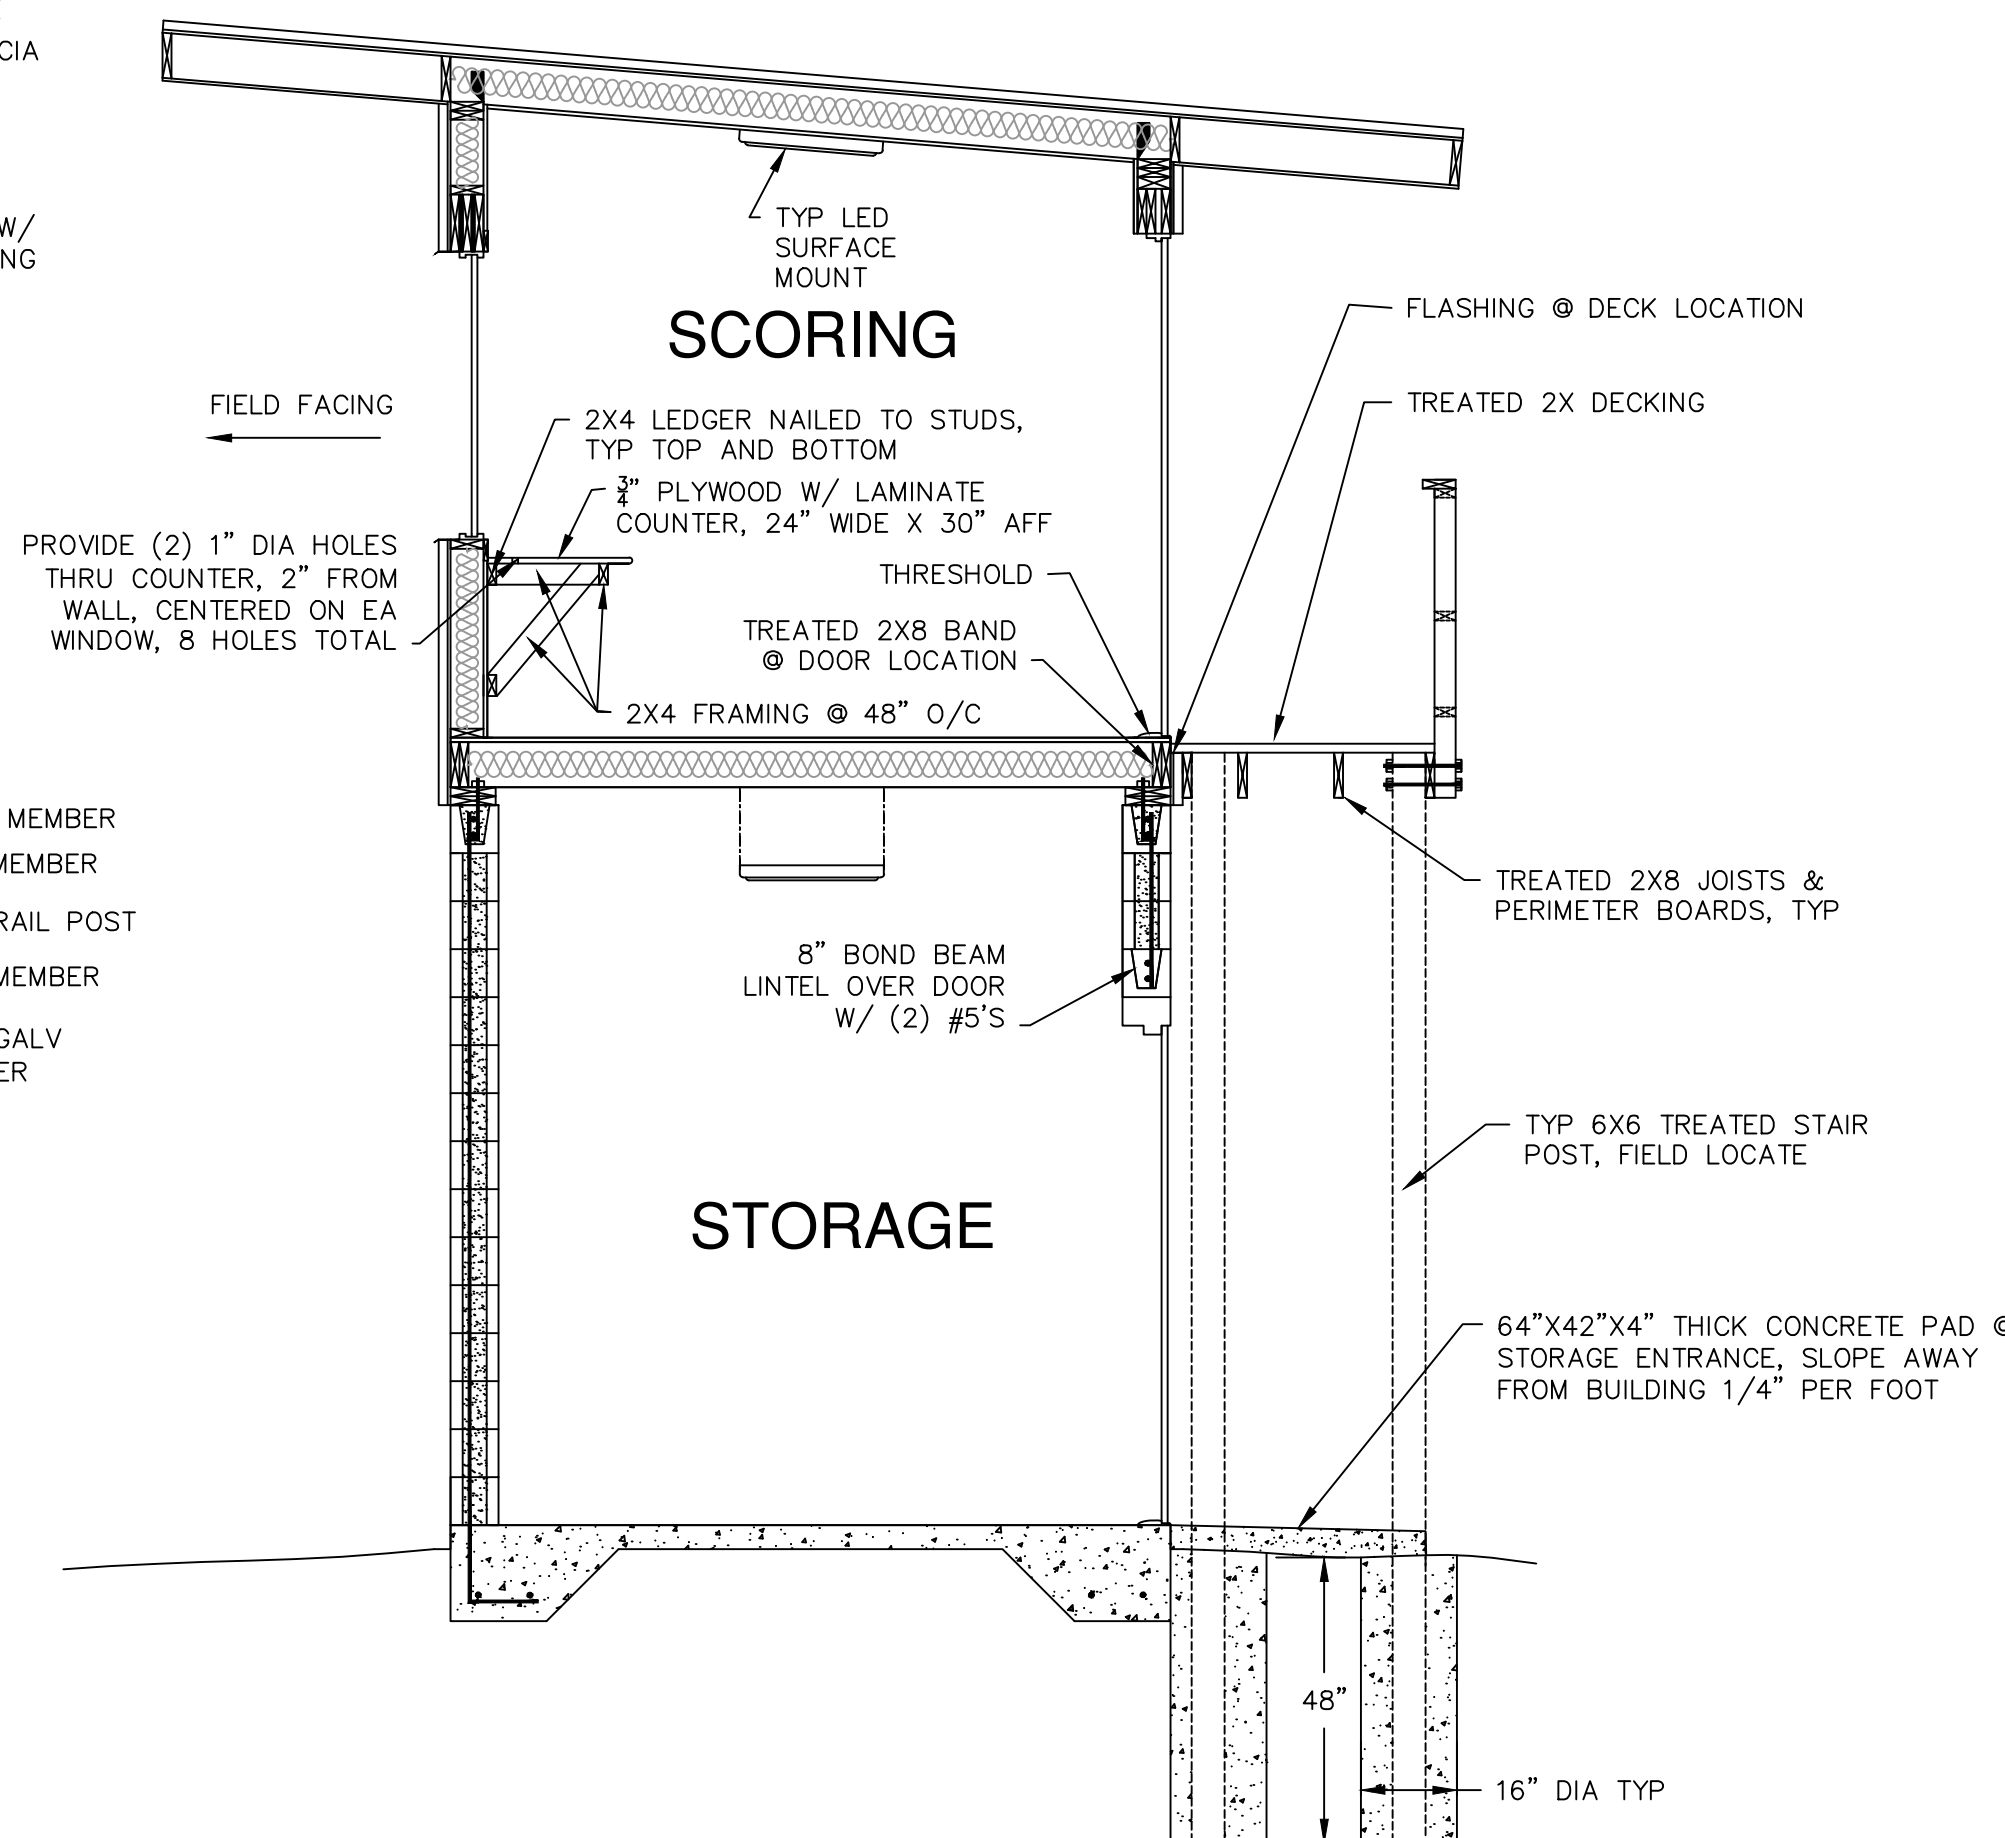 CIA
W/
NG
TYP LED
SURFACE
MOUNT
SCORING
FLASHING @ DECK LOCATION
TREATED 2X DECKING
FIELD FACING
2X4 LEDGER NAILED TO STUDS,
TYP TOP AND BOTTOM
3/4" PLYWOOD W/ LAMINATE
COUNTER, 24" WIDE X 30" AFF
PROVIDE (2) 1" DIA HOLES
THRU COUNTER, 2" FROM
WALL, CENTERED ON EA
WINDOW, 8 HOLES TOTAL
THRESHOLD
TREATED 2X8 BAND
@ DOOR LOCATION
2X4 FRAMING @ 48" O/C
MEMBER
MEMBER
RAIL POST
MEMBER
GALV
ER
TREATED 2X8 JOISTS &
PERIMETER BOARDS, TYP
8" BOND BEAM
LINTEL OVER DOOR
W/ (2) #5'S
TYP 6X6 TREATED STAIR
POST, FIELD LOCATE
STORAGE
64"X42"X4" THICK CONCRETE PAD @
STORAGE ENTRANCE, SLOPE AWAY
FROM BUILDING 1/4" PER FOOT
48"
16" DIA TYP